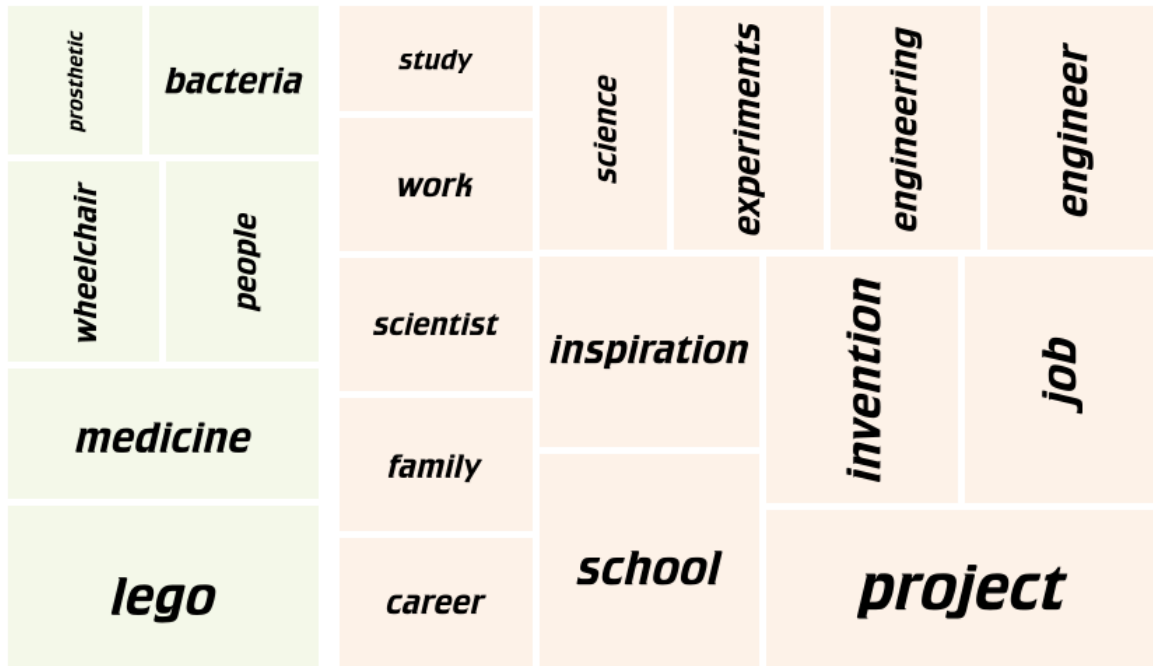 prosthetic
bacteria
wheelchair
people
medicine
lego
study
work
scientist
family
career
science
experiments
engineering
engineer
inspiration
invention
job
school
project